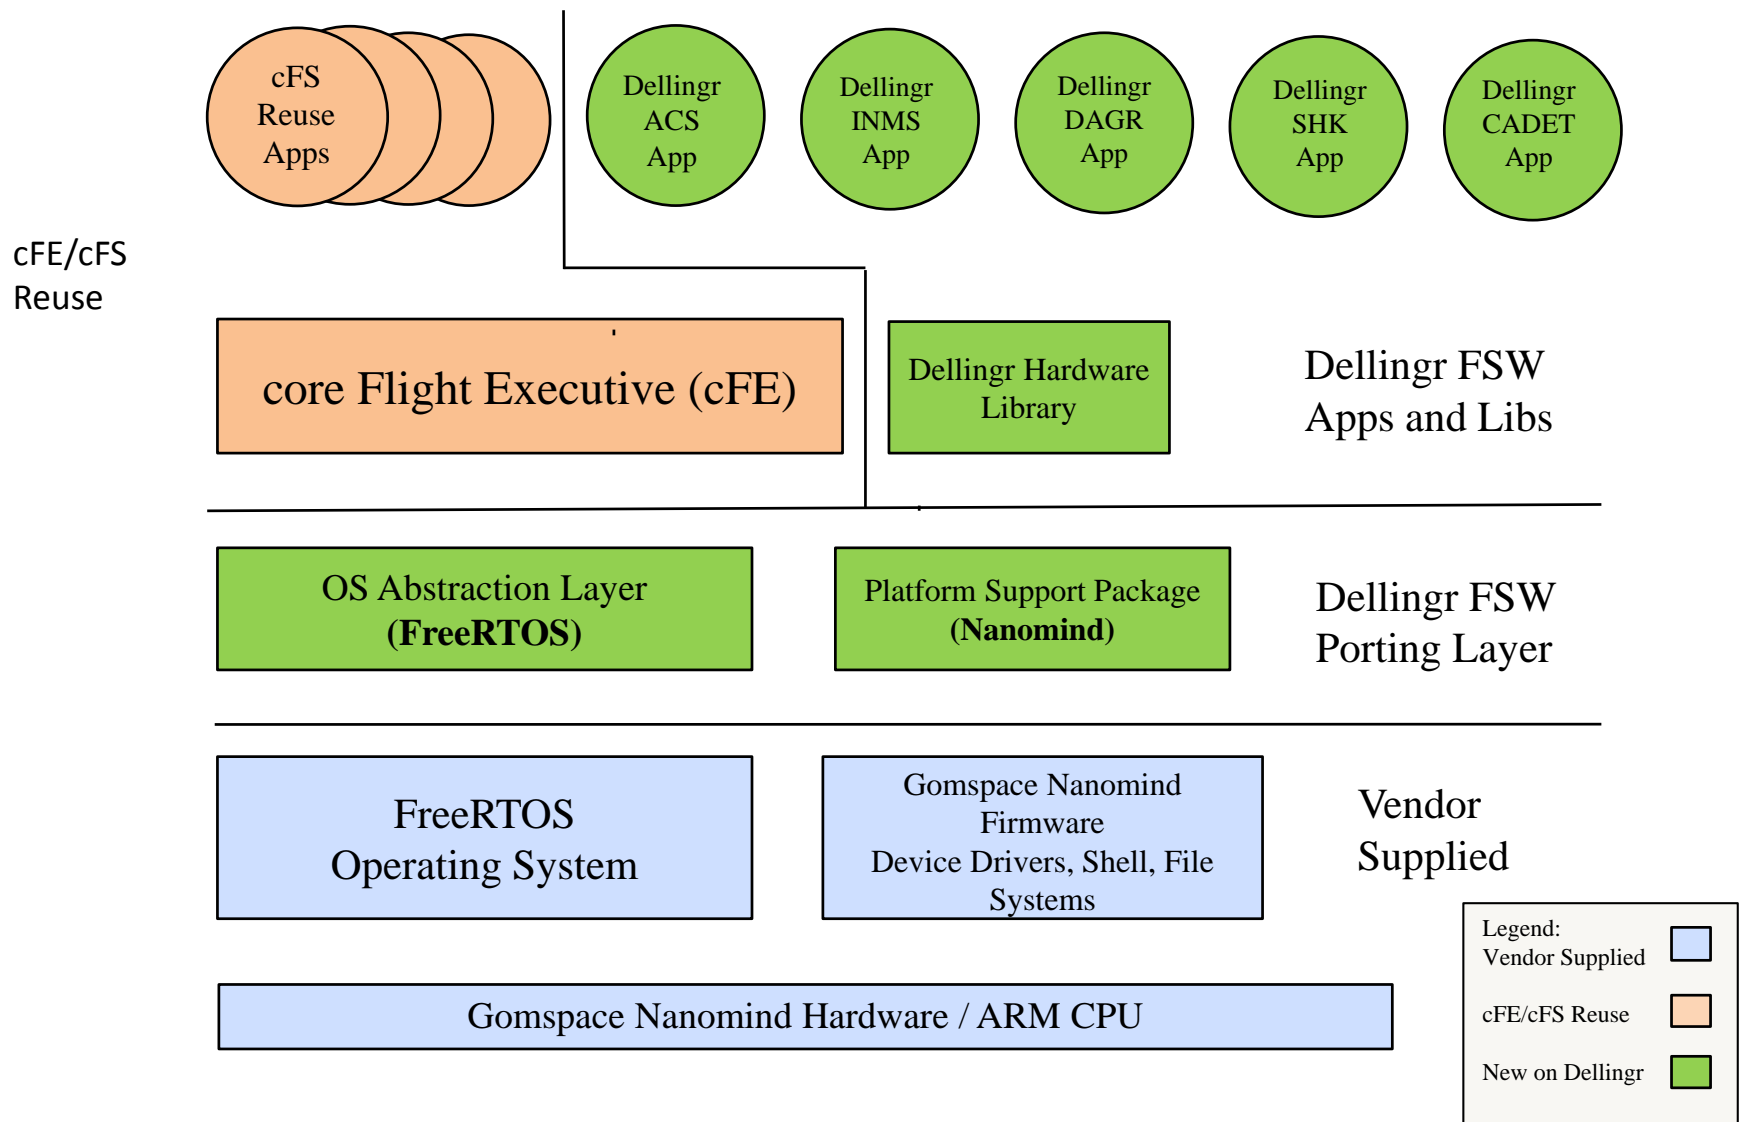 cFS
Reuse
Apps
Dellingr
ACS
App
Dellingr
INMS
App
Dellingr
DAGR
App
Dellingr
SHK
App
Dellingr
CADET
App
cFE/cFS
Reuse
core Flight Executive (cFE)
Dellingr Hardware
Library
Dellingr FSW
Apps and Libs
OS Abstraction Layer
(FreeRTOS)
Platform Support Package
(Nanomind)
Dellingr FSW
Porting Layer
FreeRTOS
Operating System
Gomspace Nanomind
Firmware
Device Drivers, Shell, File
Systems
Vendor
Supplied
Gomspace Nanomind Hardware / ARM CPU
Legend:
Vendor Supplied
cFE/cFS Reuse
New on Dellingr